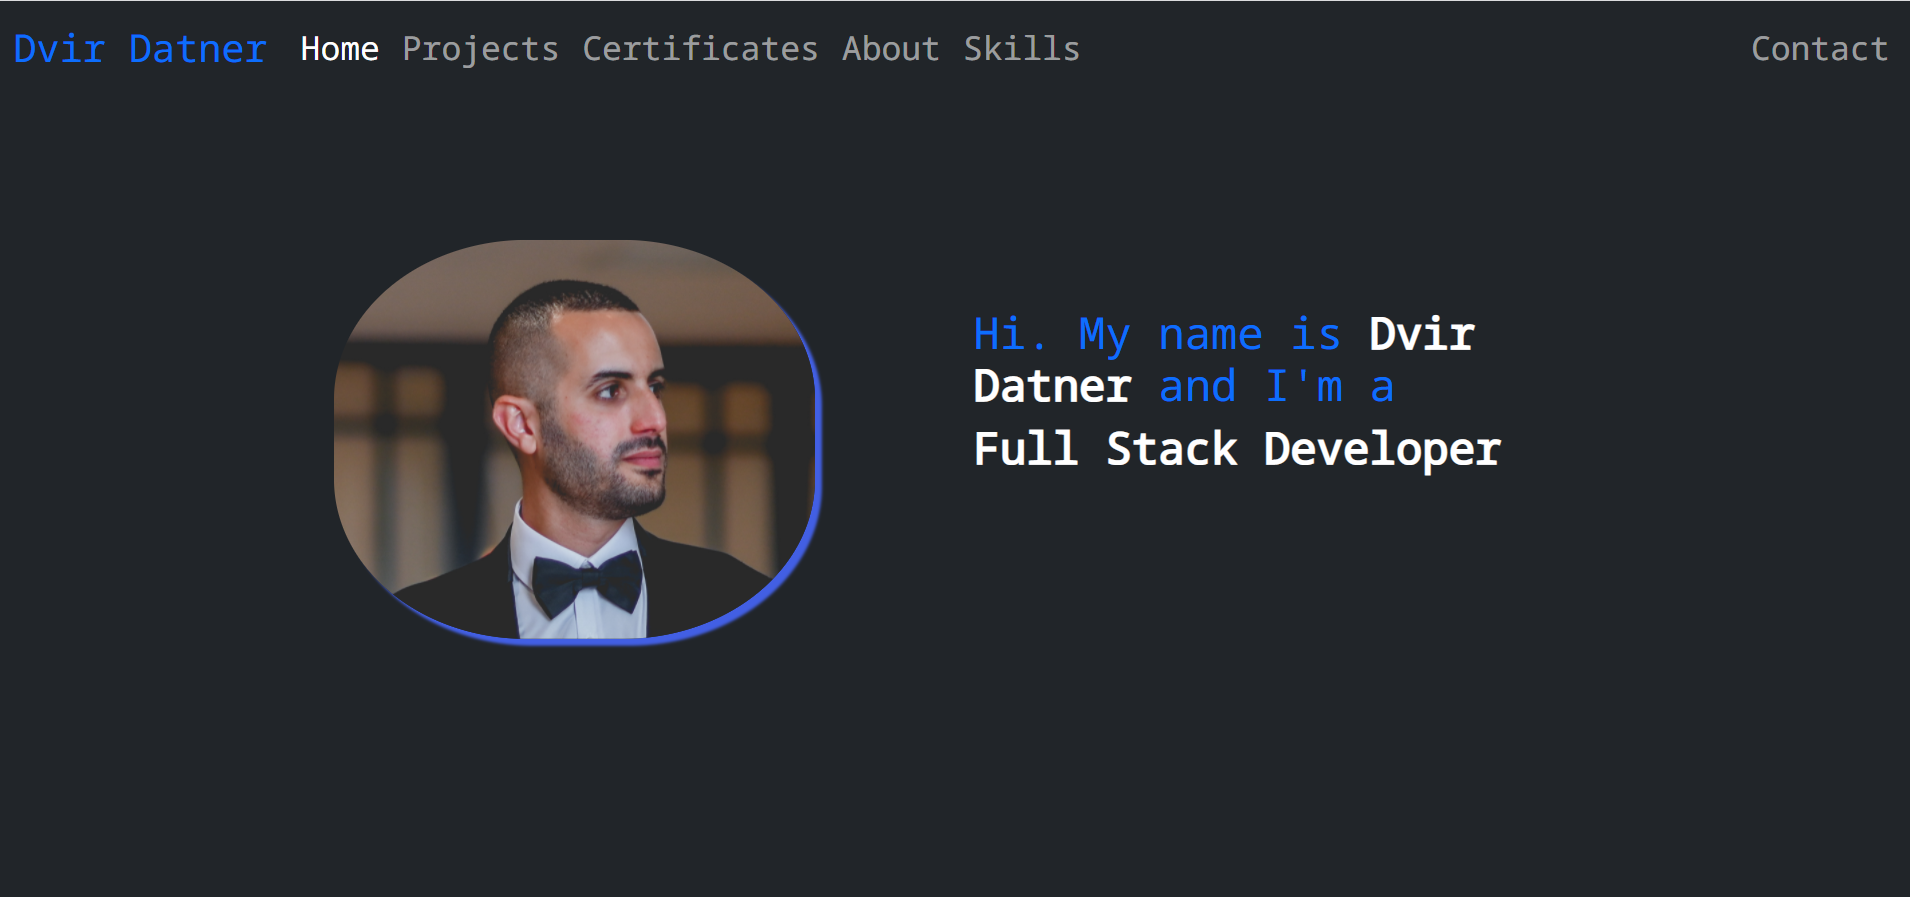 Dvir Datner Home Projects Certificates About Skills Contact
Hi. My name is Dvir
Datner and I'm a
Full Stack Developer